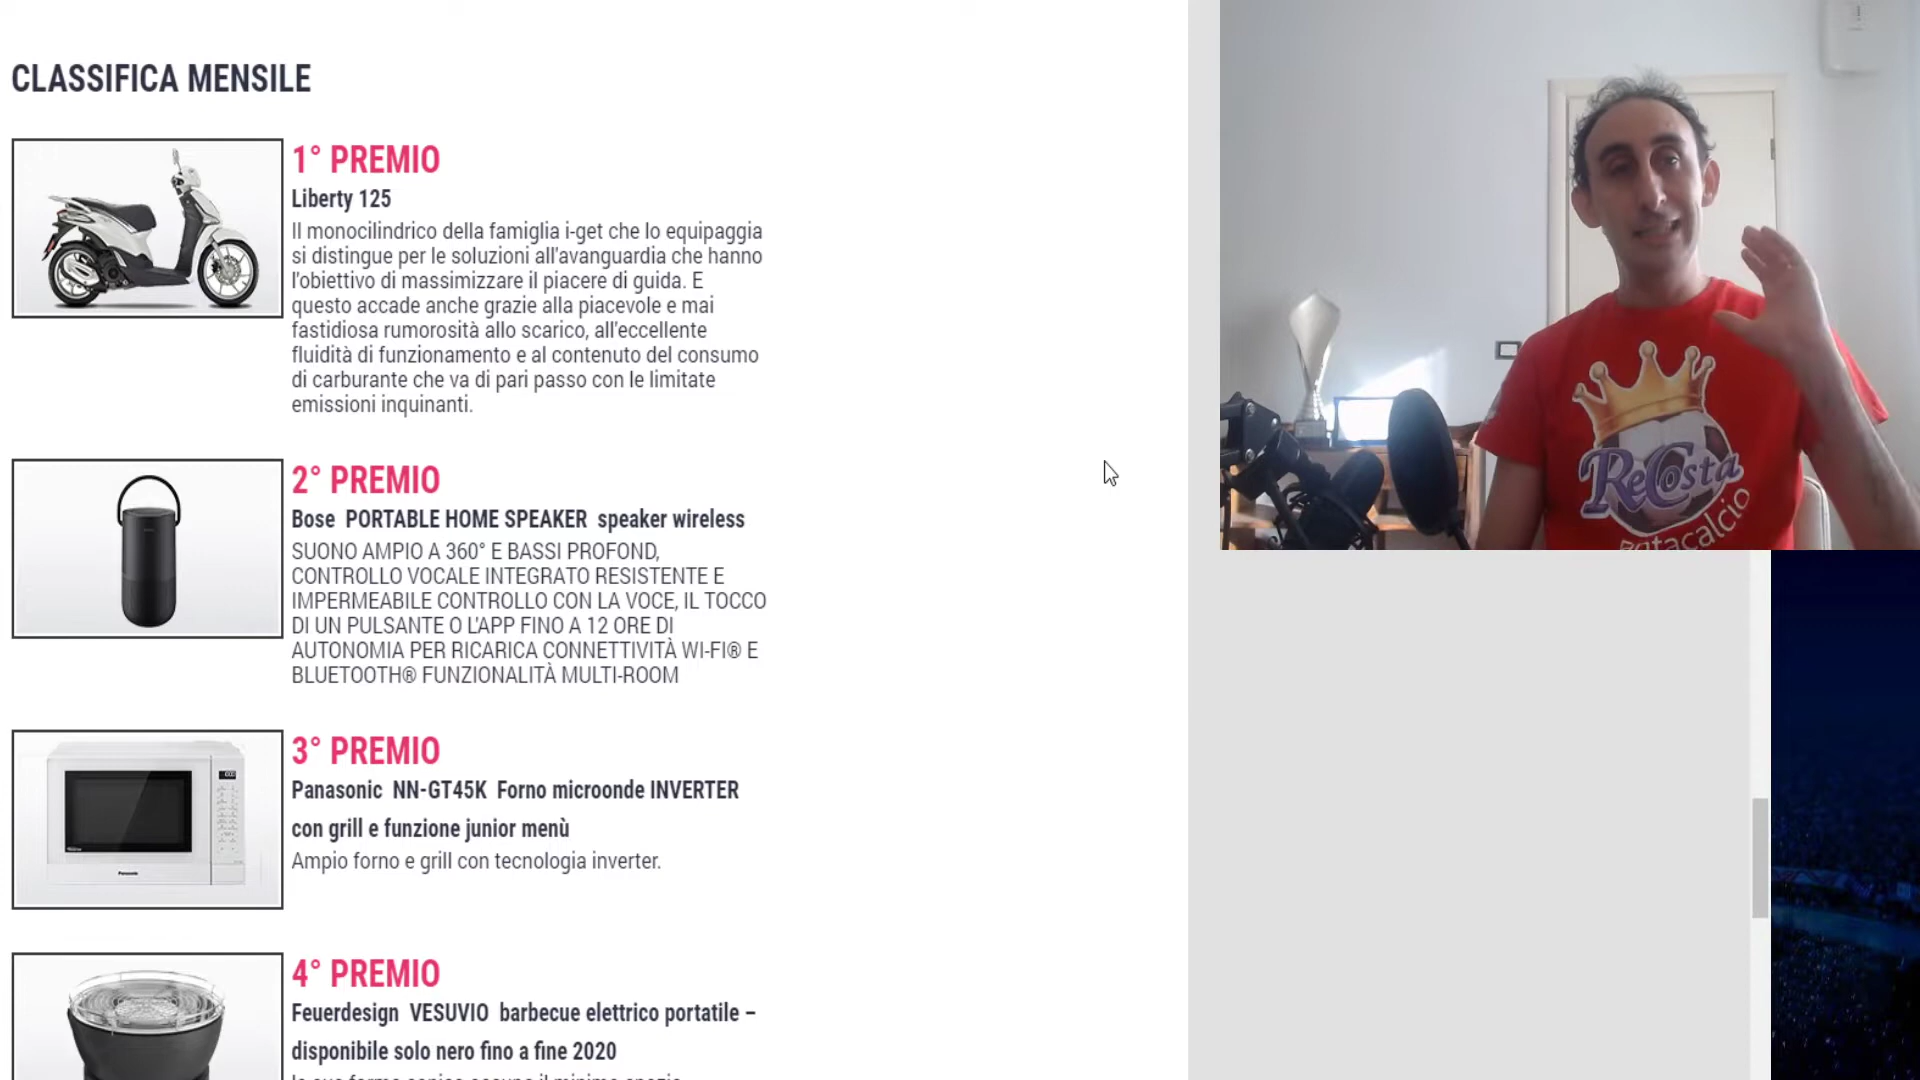 CLASSIFICA MENSILE
1° PREMIO
Liberty 125
Il monocilindrico della famiglia i-get che lo equipaggia
si distingue per le soluzioni all'avanguardia che hanno
l'obiettivo di massimizzare il piacere di guida. E
questo accade anche grazie alla piacevole e mai
fastidiosa rumorosità allo scarico, all'eccellente
fluidità di funzionamento e al contenuto del consumo
di carburante che va di pari passo con le limitate
emissioni inquinanti.
2° PREMIO
Bose PORTABLE HOME SPEAKER speaker wireless
SUONO AMPIO A 360° E BASSI PROFOND,
CONTROLLO VOCALE INTEGRATO RESISTENTE E
IMPERMEABILE CONTROLLO CON LA VOCE, IL TOCCO
DI UN PULSANTE O L'APP FINO A 12 ORE DI
AUTONOMIA PER RICARICA CONNETTIVITÀ WI-FI® E
BLUETOOTH® FUNZIONALITÀ MULTI-ROOM
3° PREMIO
Panasonic NN-GT45K Forno microonde INVERTER
con grill e funzione junior menù
Ampio forno e grill con tecnologia inverter.
Panasonic
4° PREMIO
Feuerdesign VESUVIO barbecue elettrico portatile –
disponibile solo nero fino a fine 2020
ReCosta